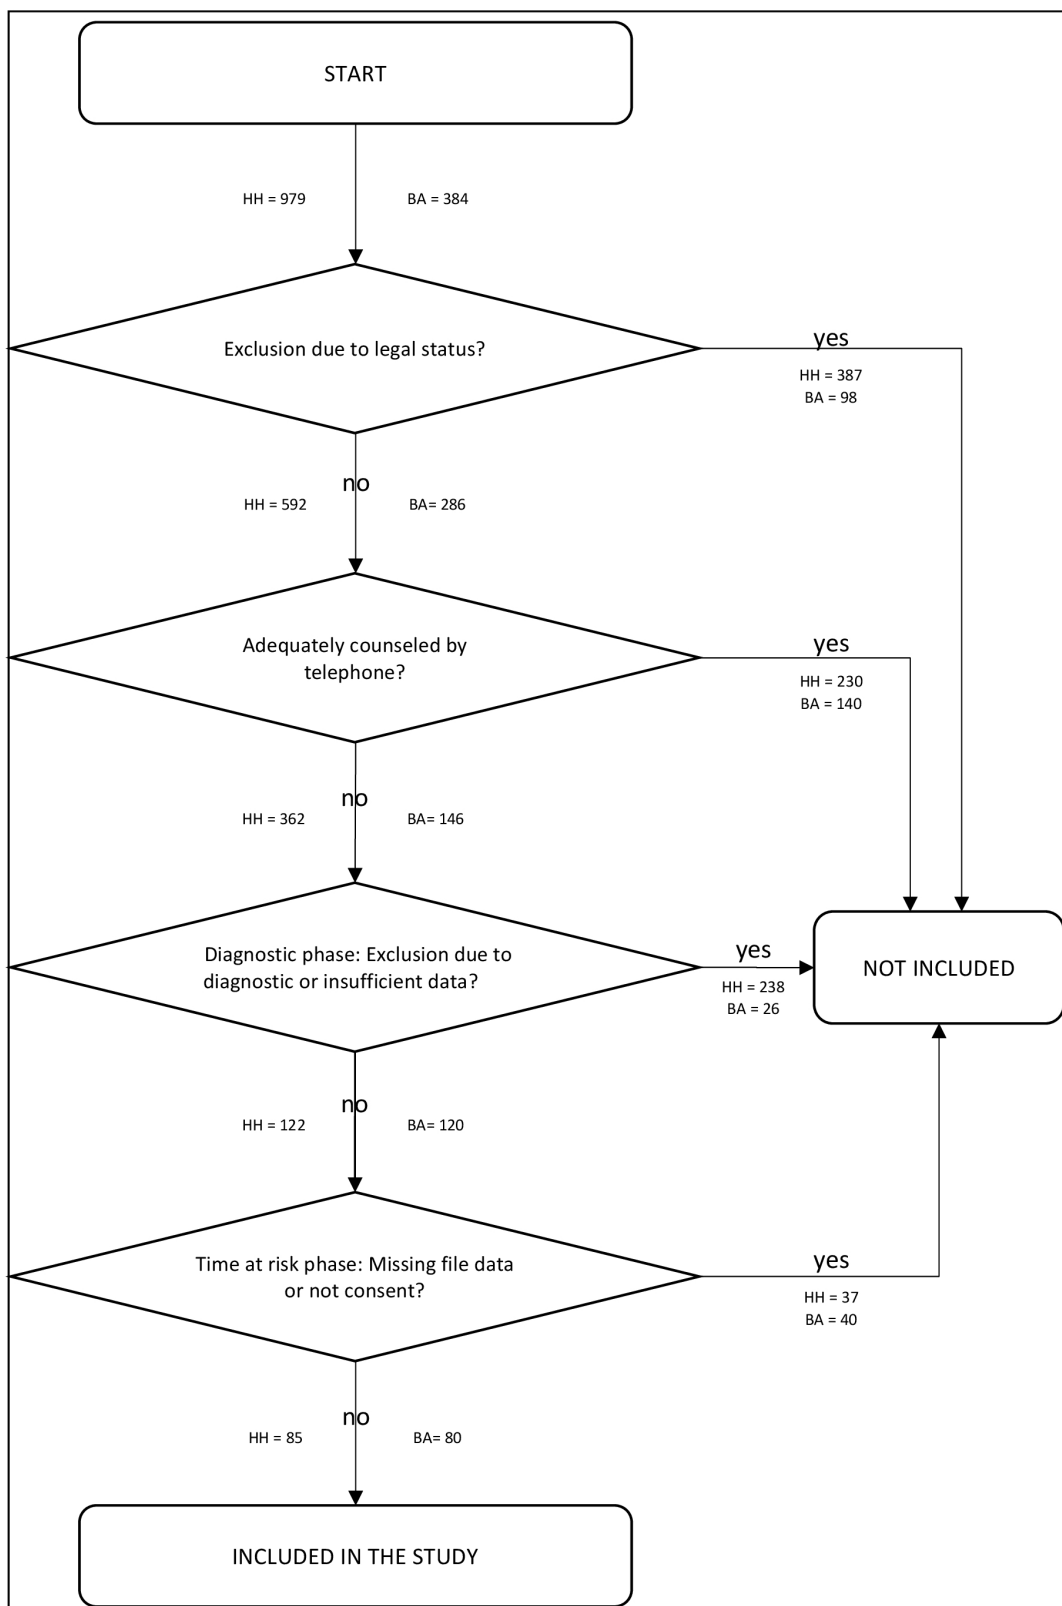 START
HH = 979
BA = 384
Exclusion due to legal status?
yes
HH = 387
BA = 98
no
HH = 592
BA= 286
Adequately counseled by
telephone?
yes
HH = 230
BA = 140
no
HH = 362
BA= 146
Diagnostic phase: Exclusion due to
diagnostic or insufficient data?
yes
HH = 238
BA = 26
NOT INCLUDED
no
HH = 122
BA= 120
Time at risk phase: Missing file data
or not consent?
yes
HH = 37
BA = 40
no
HH = 85
BA= 80
INCLUDED IN THE STUDY